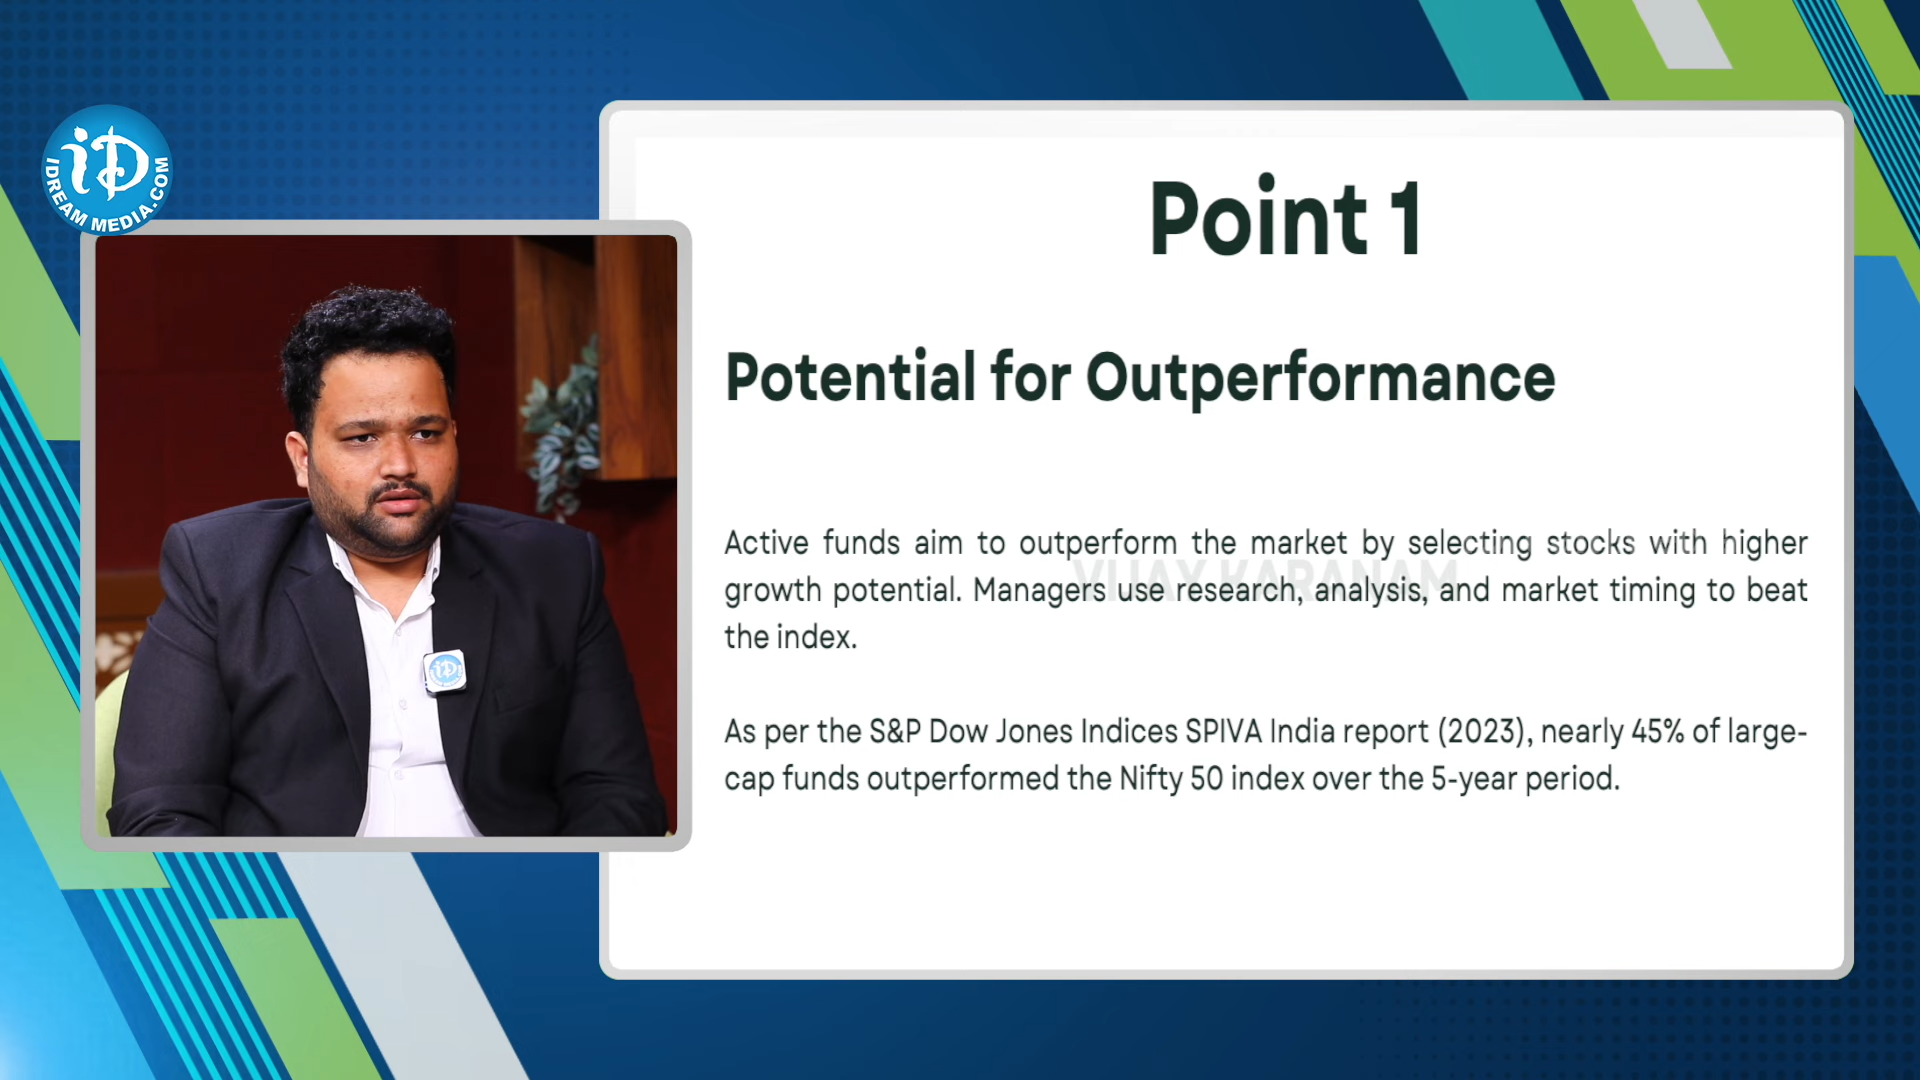 iD
IDREAM MEDIA.COM
Point 1
Potential for Outperformance
Active funds aim to outperform the market by selecting stocks with higher
growth potential. Managers use research, analysis, and market timing to beat
the index.
VIJAY KARANAM
As per the S&P Dow Jones Indices SPIVA India report (2023), nearly 45% of large-
cap funds outperformed the Nifty 50 index over the 5-year period.
iD